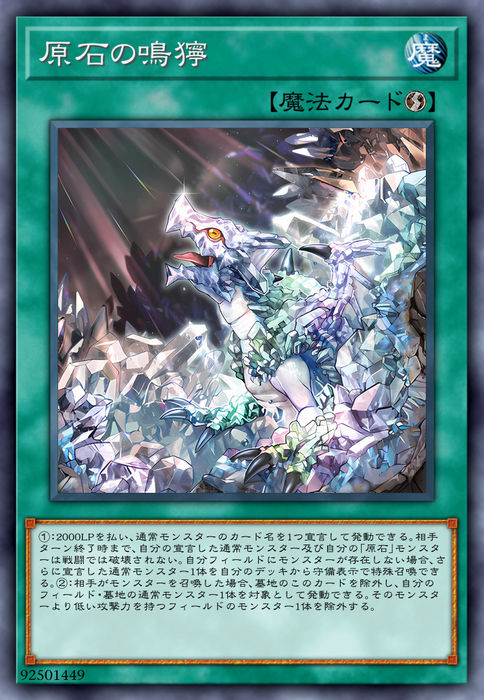 原石の鳴獰
魔
【魔法カード】
①:2000LPを払い、通常モンスターのカード名を1つ宣言して発動できる。相手
ターン終了時まで、自分の宣言した通常モンスター及び自分の「原石」モンスタ
ーは戦闘では破壊されない。自分フィールドにモンスターが存在しない場合、さ
らに宣言した通常モンスター1体を自分のデッキから守備表示で特殊召喚でき
る。②:相手がモンスターを召喚した場合、墓地のこのカードを除外し、自分の
フィールド・墓地の通常モンスター1体を対象として発動できる。そのモンスタ
ーより低い攻撃力を持つフィールドのモンスター1体を除外する。
92501449